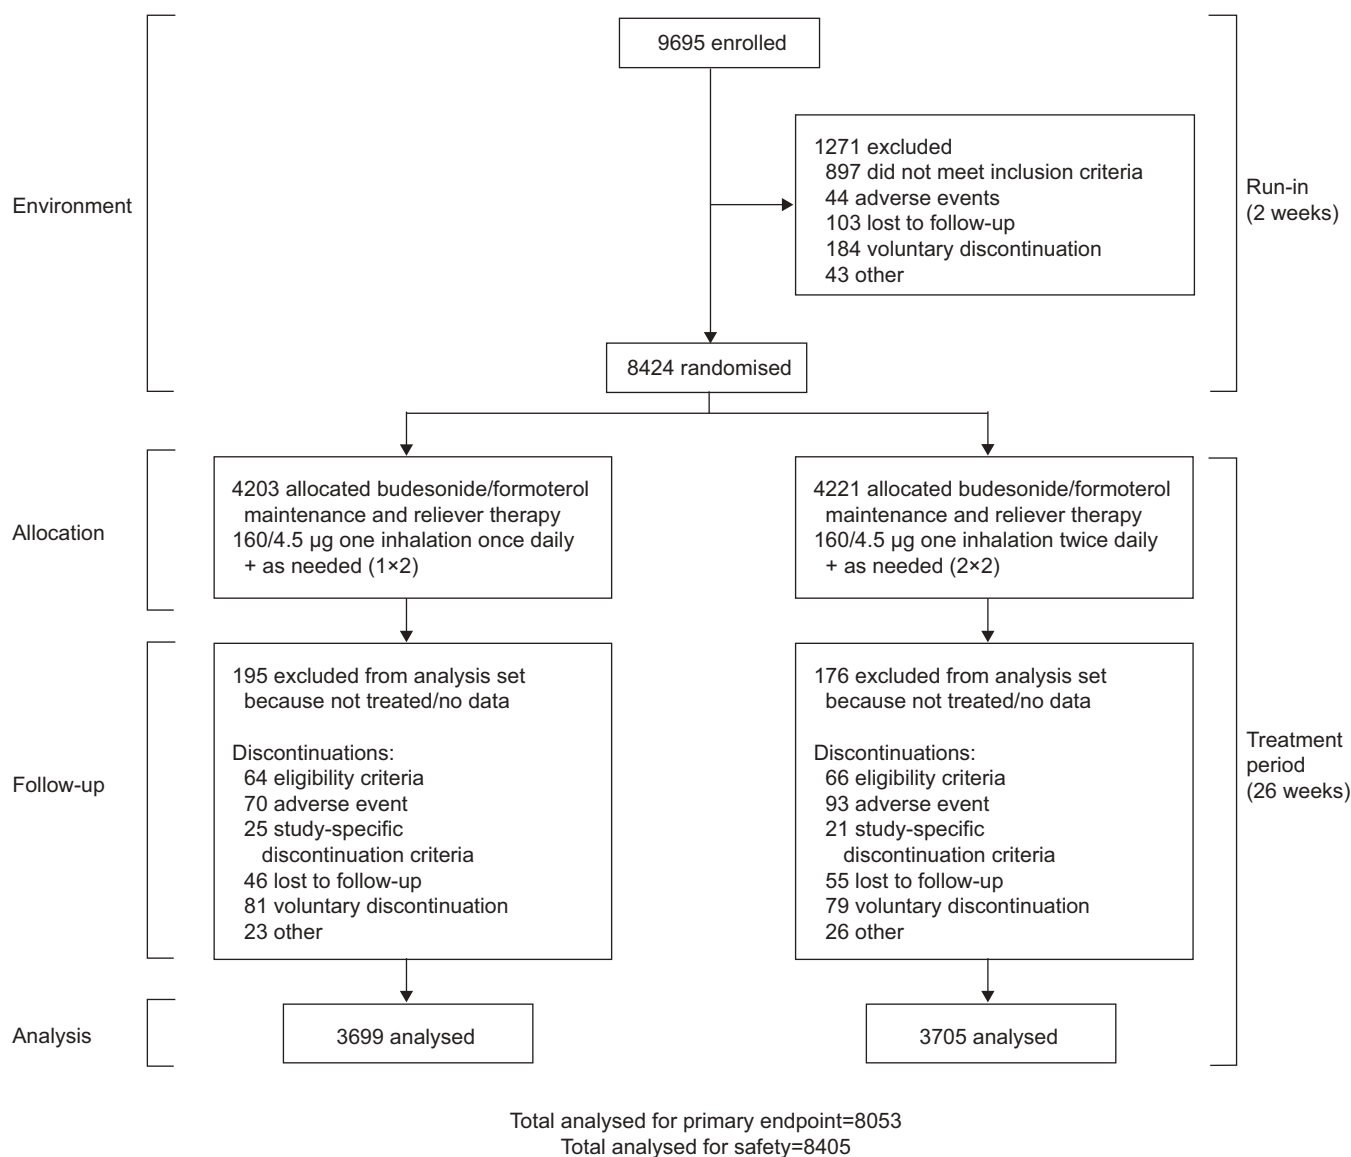 9695 enrolled
1271 excluded
897 did not meet inclusion criteria
44 adverse events
103 lost to follow-up
184 voluntary discontinuation
43 other
Environment
Run-in
(2 weeks)
8424 randomised
4203 allocated budesonide/formoterol
maintenance and reliever therapy
160/4.5 µg one inhalation once daily
+ as needed (1×2)
4221 allocated budesonide/formoterol
maintenance and reliever therapy
160/4.5 µg one inhalation twice daily
+ as needed (2×2)
Allocation
195 excluded from analysis set
because not treated/no data
Discontinuations:
64 eligibility criteria
70 adverse event
25 study-specific
discontinuation criteria
46 lost to follow-up
81 voluntary discontinuation
23 other
176 excluded from analysis set
because not treated/no data
Discontinuations:
66 eligibility criteria
93 adverse event
21 study-specific
discontinuation criteria
55 lost to follow-up
79 voluntary discontinuation
26 other
Follow-up
Treatment
period
(26 weeks)
Analysis
3699 analysed
3705 analysed
Total analysed for primary endpoint=8053
Total analysed for safety=8405